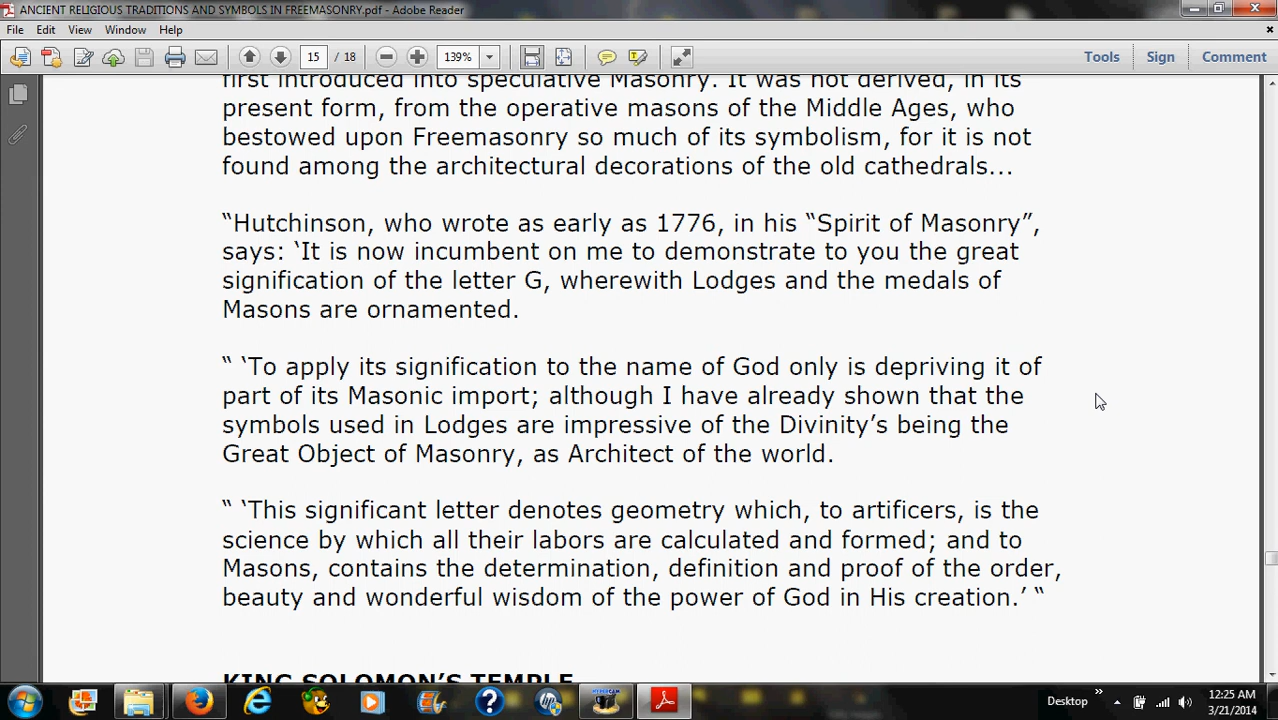 ANCIENT RELIGIOUS TRADITIONS AND SYMBOLS IN FREEMASONRY.pdf - Adobe Reader
File Edit View Window Help
15 / 18 139% Tools Sign Comment
first introduced into speculative Masonry. It was not derived, in its
present form, from the operative masons of the Middle Ages, who
bestowed upon Freemasonry so much of its symbolism, for it is not
found among the architectural decorations of the old cathedrals...
“Hutchinson, who wrote as early as 1776, in his “Spirit of Masonry”,
says: ‘It is now incumbent on me to demonstrate to you the great
signification of the letter G, wherewith Lodges and the medals of
Masons are ornamented.
“ ‘To apply its signification to the name of God only is depriving it of
part of its Masonic import; although I have already shown that the
symbols used in Lodges are impressive of the Divinity’s being the
Great Object of Masonry, as Architect of the world.
“ ‘This significant letter denotes geometry which, to artificers, is the
science by which all their labors are calculated and formed; and to
Masons, contains the determination, definition and proof of the order,
beauty and wonderful wisdom of the power of God in His creation.’ “
KING SOLOMON’S TEMPLE
Desktop
12:25 AM
3/21/2014